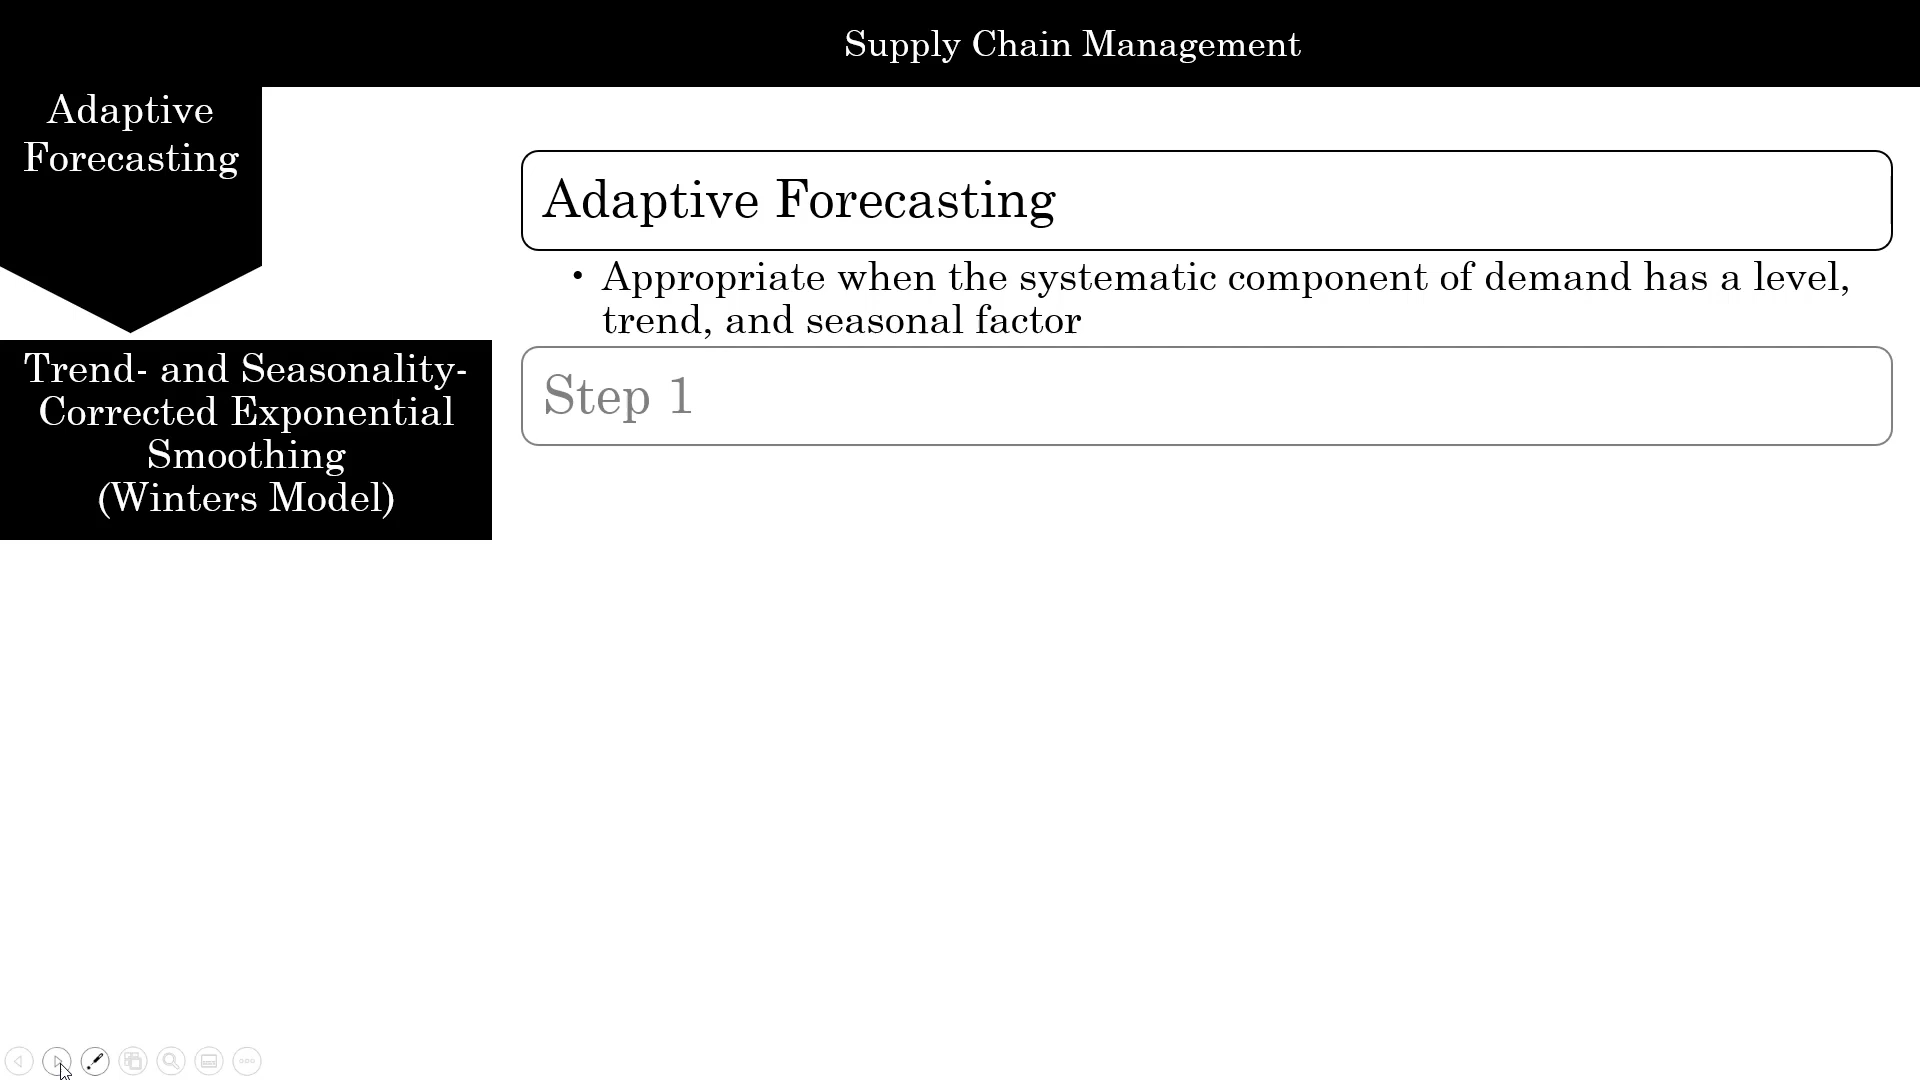 Supply Chain Management
Adaptive
Forecasting
Trend- and Seasonality-
Corrected Exponential
Smoothing
(Winters Model)
Adaptive Forecasting
• Appropriate when the systematic component of demand has a level,
trend, and seasonal factor
Step 1